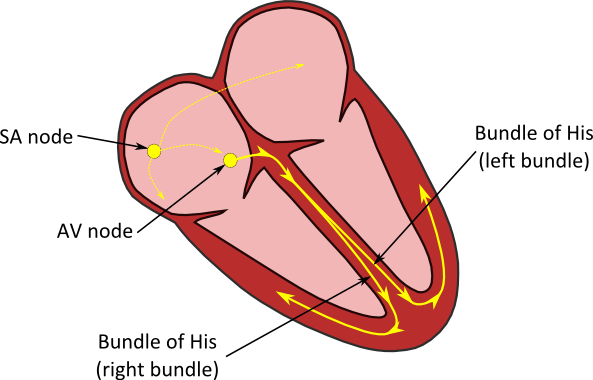 SA node
Bundle of His
(left bundle)
AV node
Bundle of His
(right bundle)